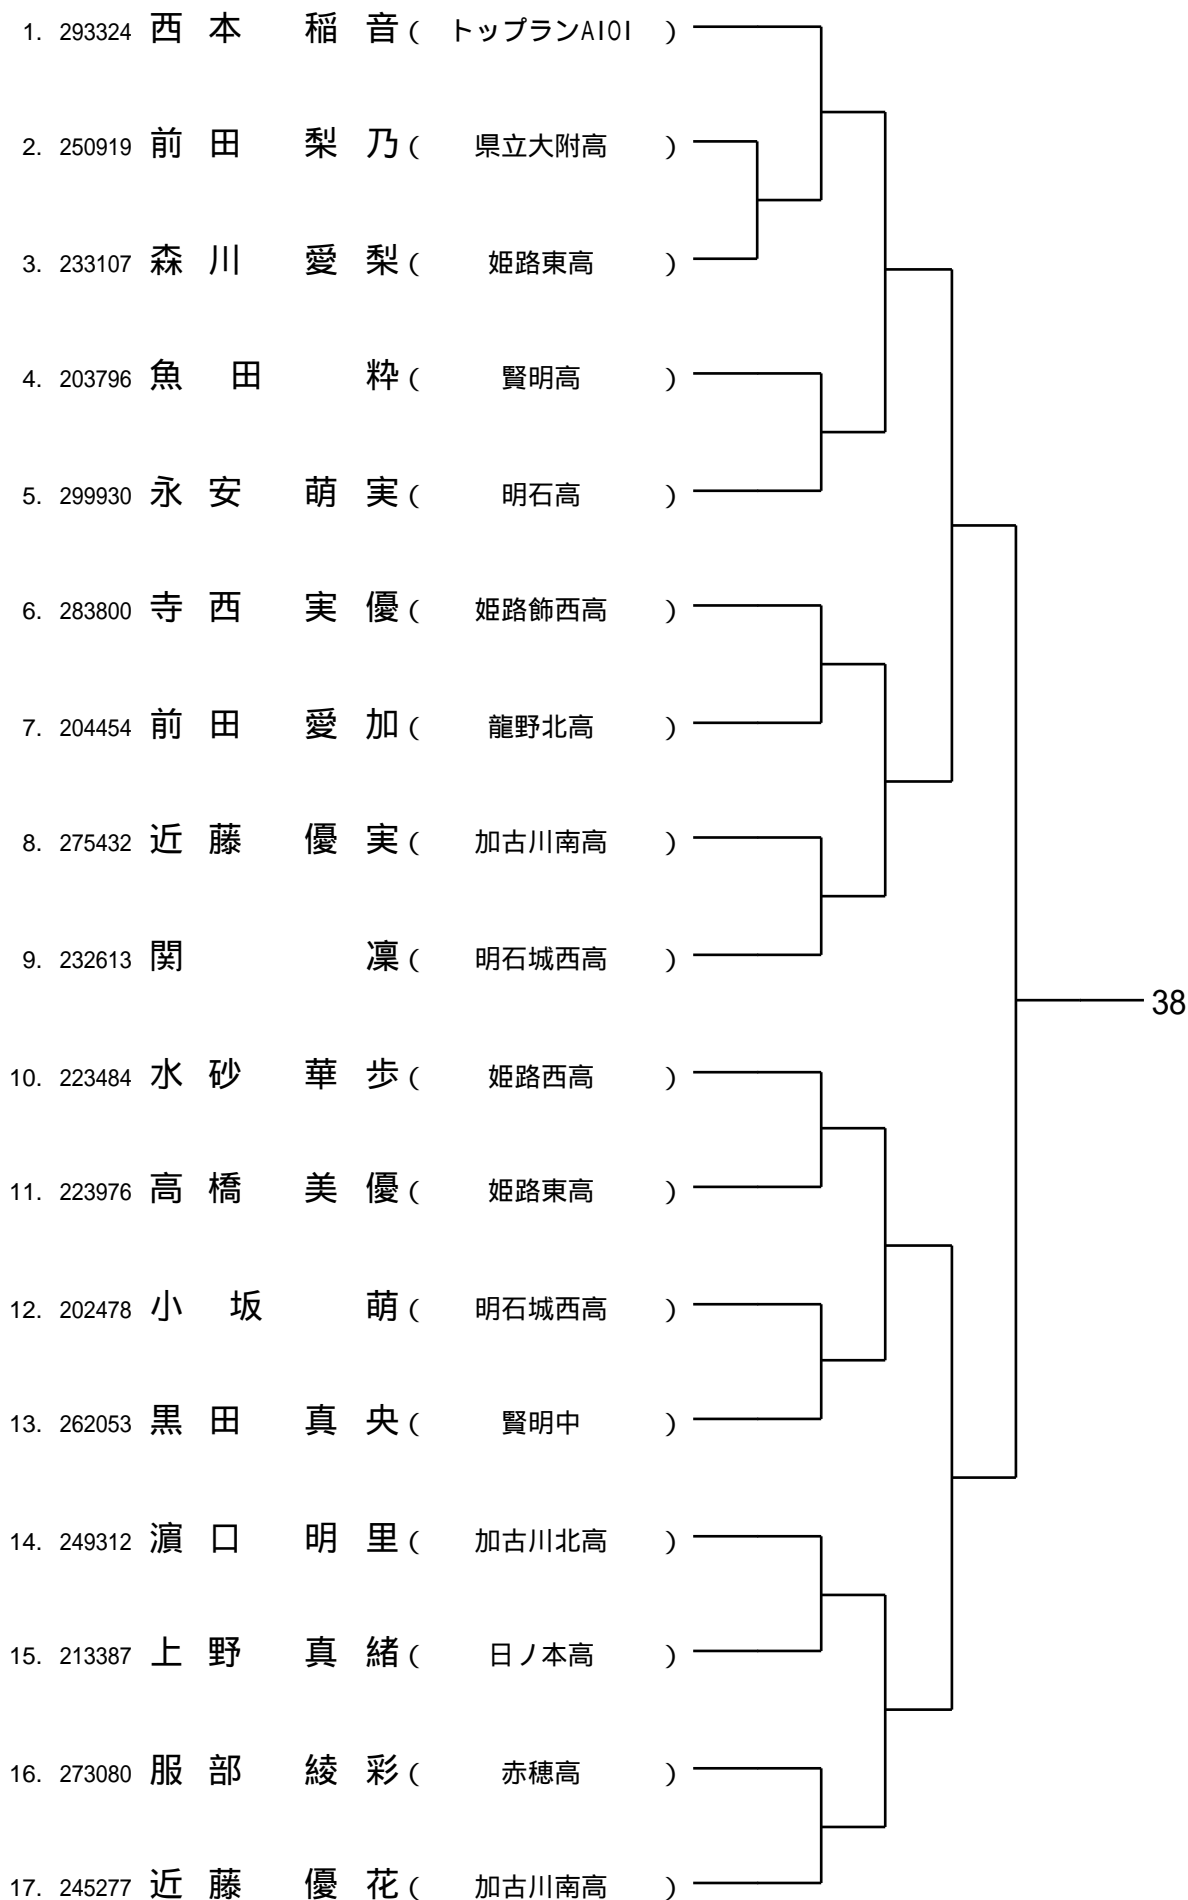 1. 293324 西本 稲音 ( トップランAIOI )
2. 250919 前田 梨乃 ( 県立大附高 )
3. 233107 森川 愛梨 ( 姫路東高 )
4. 203796 魚田 粋 ( 賢明高 )
5. 299930 永安 萌実 ( 明石高 )
6. 283800 寺西 実優 ( 姫路飾西高 )
7. 204454 前田 愛加 ( 龍野北高 )
8. 275432 近藤 優実 ( 加古川南高 )
9. 232613 関 凜 ( 明石城西高 )
38
10. 223484 水砂 華歩 ( 姫路西高 )
11. 223976 高橋 美優 ( 姫路東高 )
12. 202478 小坂 萌 ( 明石城西高 )
13. 262053 黒田 真央 ( 賢明中 )
14. 249312 濵口 明里 ( 加古川北高 )
15. 213387 上野 真緒 ( 日ノ本高 )
16. 273080 服部 綾彩 ( 赤穂高 )
17. 245277 近藤 優花 ( 加古川南高 )